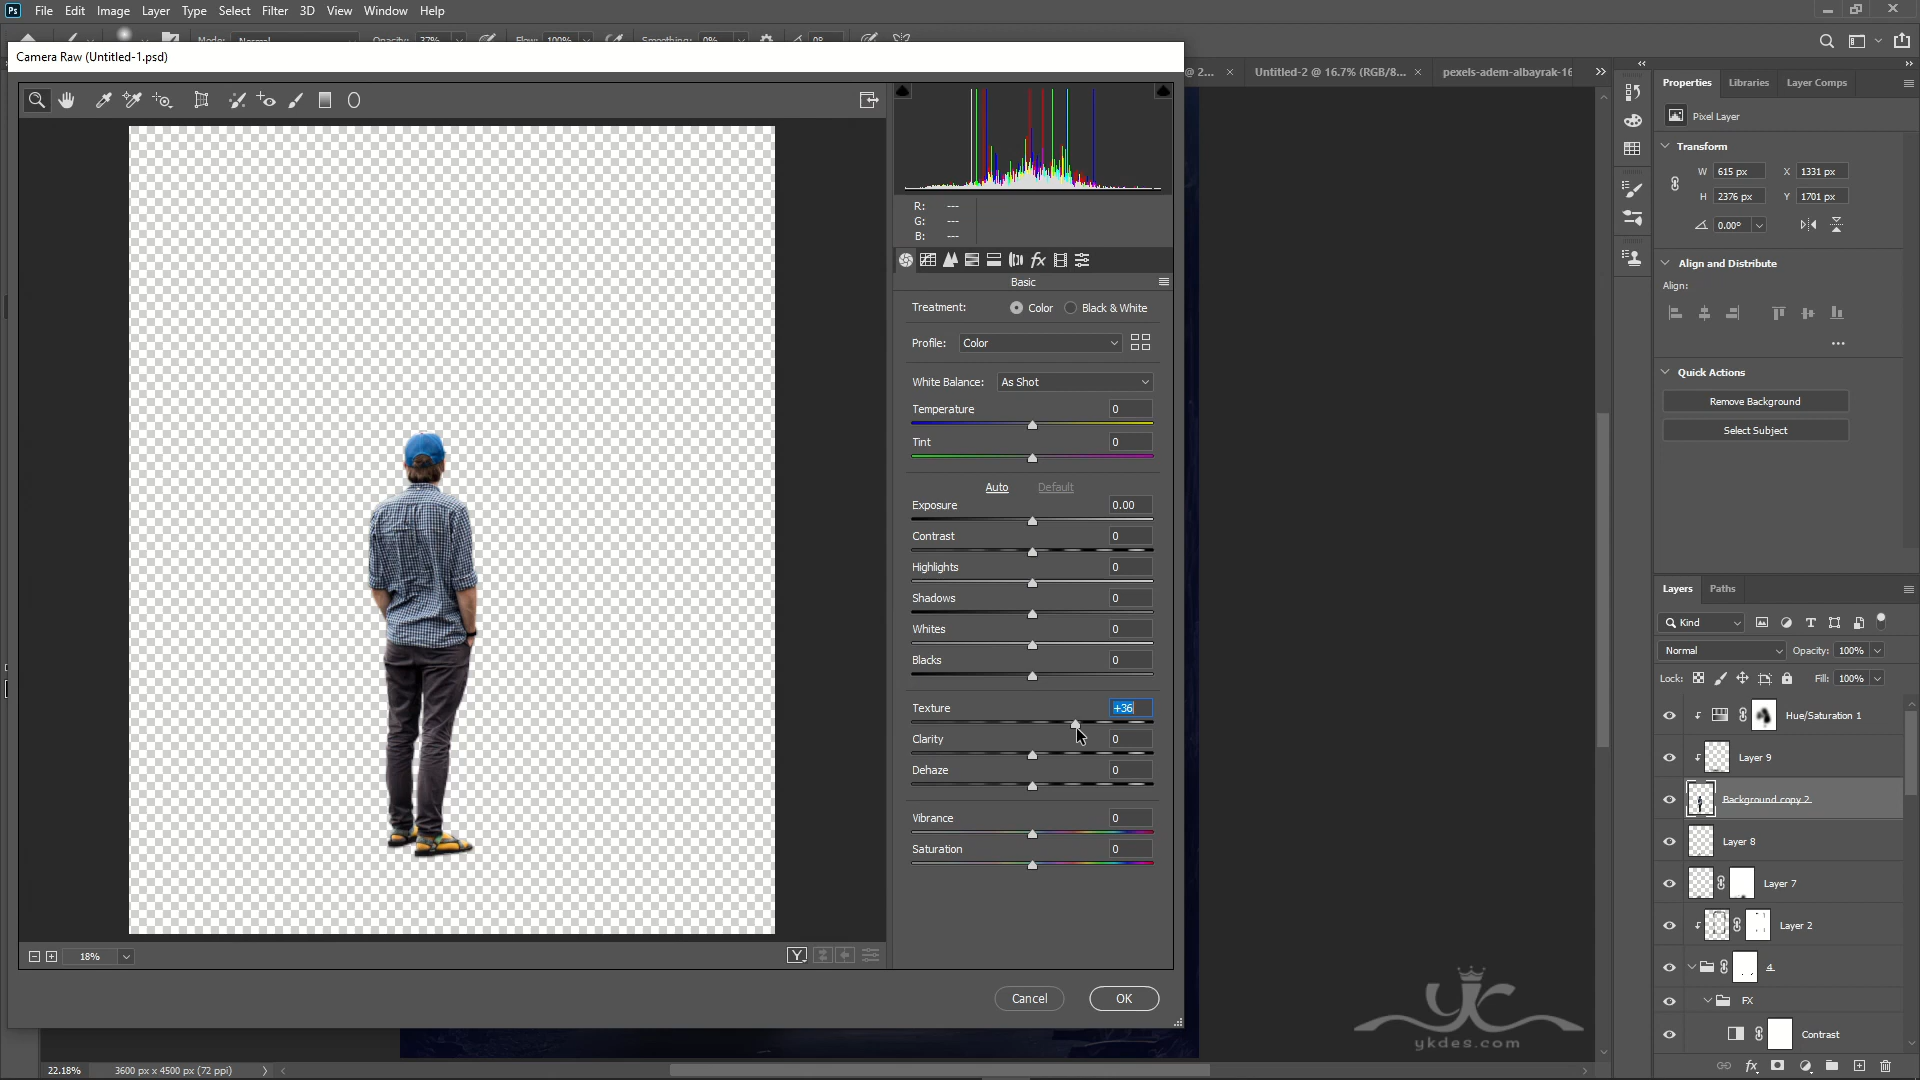 Ps File Edit Image Layer Type Select Filter 3D View Window Help
Mode: Normal Opacity: 37% Flow: 100% Smoothing: 0% 0°
Camera Raw (Untitled-1.psd)
@ 2... × Untitled-2 @ 16.7% (RGB/8... × pexels-adem-albayrak-16
Properties Libraries Layer Comps
Pixel Layer
Transform
W 615 px X 1331 px
H 2376 px Y 1701 px
0.00°
Align and Distribute
Align:
Quick Actions
Remove Background
Select Subject
R: ---
G: ---
B: ---
fx
Basic
Treatment: Color Black & White
Profile: Color
White Balance: As Shot
Temperature 0
Tint 0
Auto Default
Exposure 0.00
Contrast 0
Highlights 0
Shadows 0
Whites 0
Blacks 0
Texture +36
Clarity 0
Dehaze 0
Vibrance 0
Saturation 0
18%
Y
Cancel OK
Layers Paths
Kind
Normal Opacity: 100%
Lock: Fill: 100%
Hue/Saturation 1
Layer 9
Background copy 2
Layer 8
Layer 7
Layer 2
4
FX
Contrast
fx
yc
ykdes.com
22.18% 3600 px x 4500 px (72 ppi)